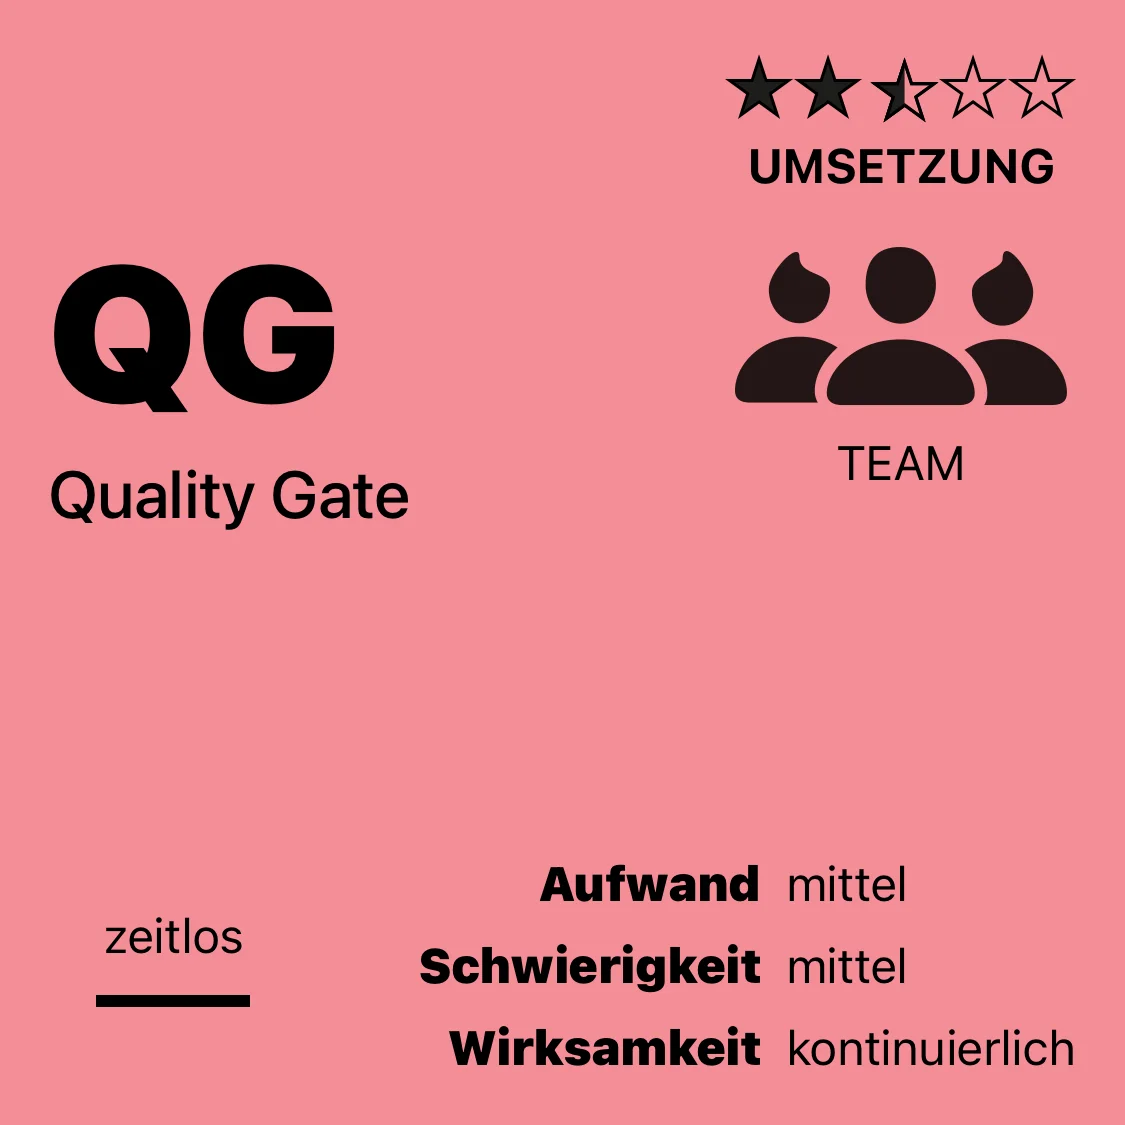 UMSETZUNG
QG
Quality Gate
TEAM
zeitlos
Aufwand mittel
Schwierigkeit mittel
Wirksamkeit kontinuierlich